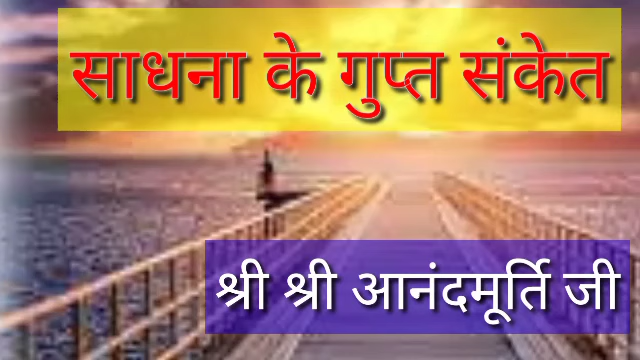 साधना के गुप्त संकेत
श्री श्री आनंदमूर्ति जी